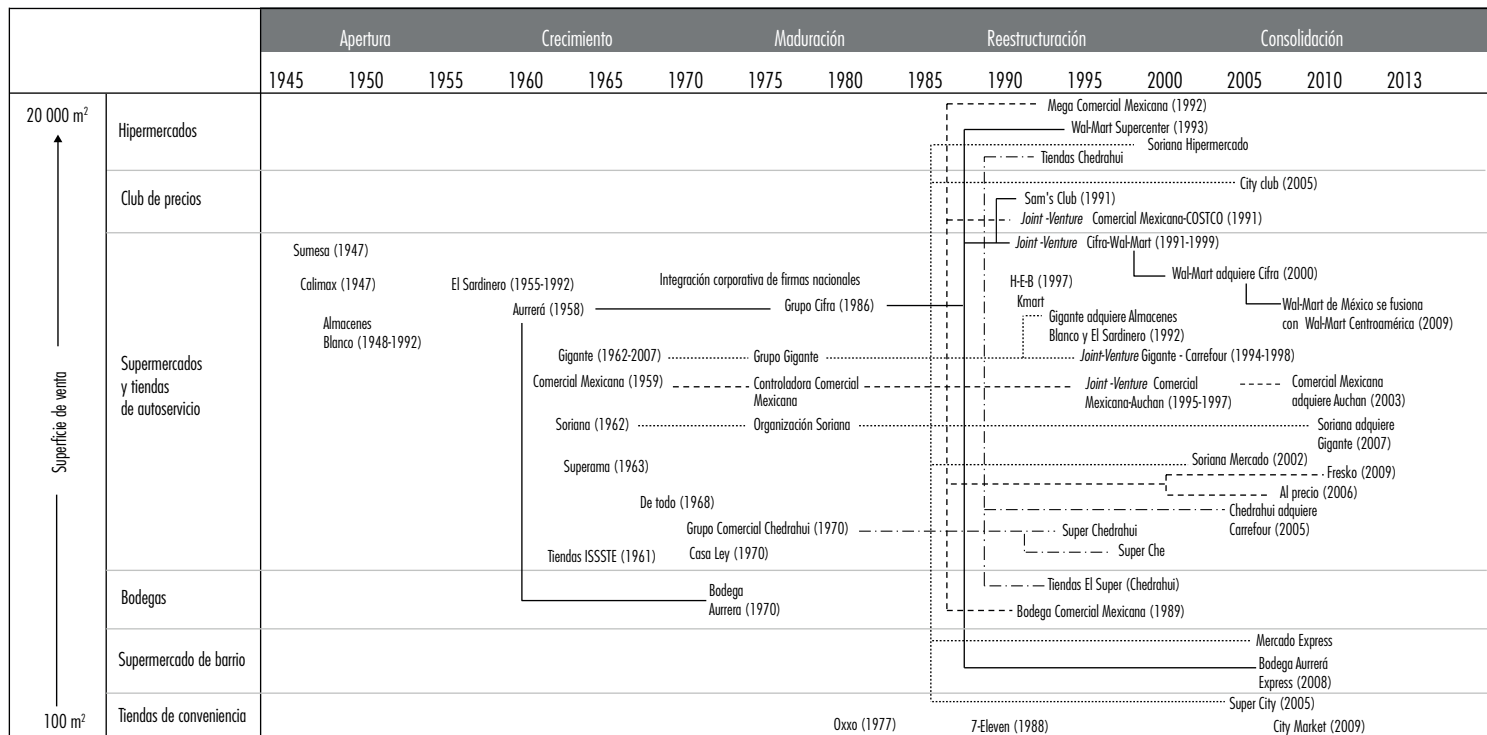 Apertura Crecimiento Maduración Reestructuración Consolidación
1945 1950 1955 1960 1965 1970 1975 1980 1985 1990 1995 2000 2005 2010 2013
20 000 m²
Superficie de venta
100 m²
Hipermercados
Mega Comercial Mexicana (1992)
Wal-Mart Supercenter (1993)
Soriana Hipermercado
Tiendas Chedrahui
Club de precios
City club (2005)
Sam's Club (1991)
Joint -Venture Comercial Mexicana-COSTCO (1991)
Supermercados
y tiendas
de autoservicio
Sumesa (1947)
Joint -Venture Cifra-Wal-Mart (1991-1999)
Calimax (1947)
El Sardinero (1955-1992)
Integración corporativa de firmas nacionales
H-E-B (1997)
Wal-Mart adquiere Cifra (2000)
Aurrerá (1958)
Grupo Cifra (1986)
Kmart
Wal-Mart de México se fusiona
con Wal-Mart Centroamérica (2009)
Almacenes
Blanco (1948-1992)
Gigante adquiere Almacenes
Blanco y El Sardinero
(1992)
Gigante (1962-2007)
Grupo Gigante
Joint-Venture Gigante - Carrefour (1994-1998)
Comercial Mexicana (1959)
Controladora Comercial
Mexicana
Joint -Venture Comercial
Mexicana-Auchan (1995-1997)
Comercial Mexicana
adquiere Auchan (2003)
Soriana (1962)
Organización Soriana
Soriana adquiere
Gigante
(2007)
Superama (1963)
Soriana Mercado (2002)
Fresko (2009)
De todo (1968)
Al precio (2006)
Chedrahui adquiere
Carrefour (2005)
Grupo Comercial Chedrahui (1970)
Super Chedrahui
Tiendas ISSSTE (1961)
Casa Ley (1970)
Super Che
Bodegas
Bodega
Aurrera (1970)
Tiendas El Super (Chedrahui)
Bodega Comercial Mexicana (1989)
Supermercado de barrio
Mercado Express
Bodega Aurrerá
Express (2008)
Tiendas de conveniencia
Super City (2005)
Oxxo (1977)
7-Eleven (1988)
City Market (2009)